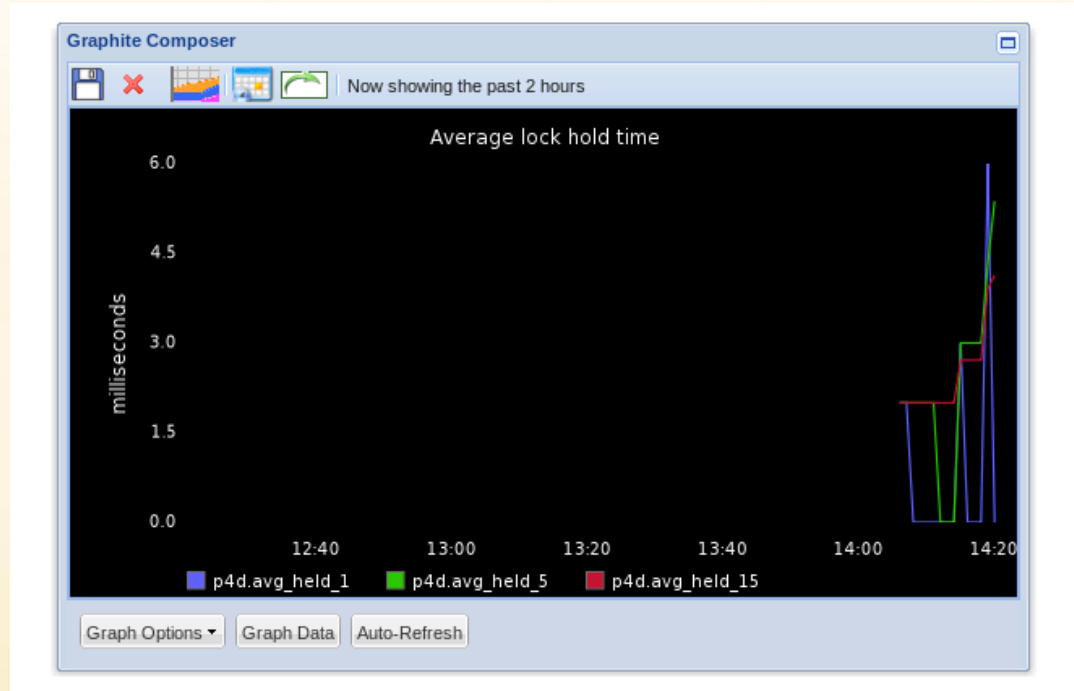 Graphite Composer
Now showing the past 2 hours
Average lock hold time
6.0
4.5
3.0
1.5
0.0
milliseconds
12:40 13:00 13:20 13:40 14:00 14:20
p4d.avg_held_1 p4d.avg_held_5 p4d.avg_held_15
Graph Options Graph Data Auto-Refresh